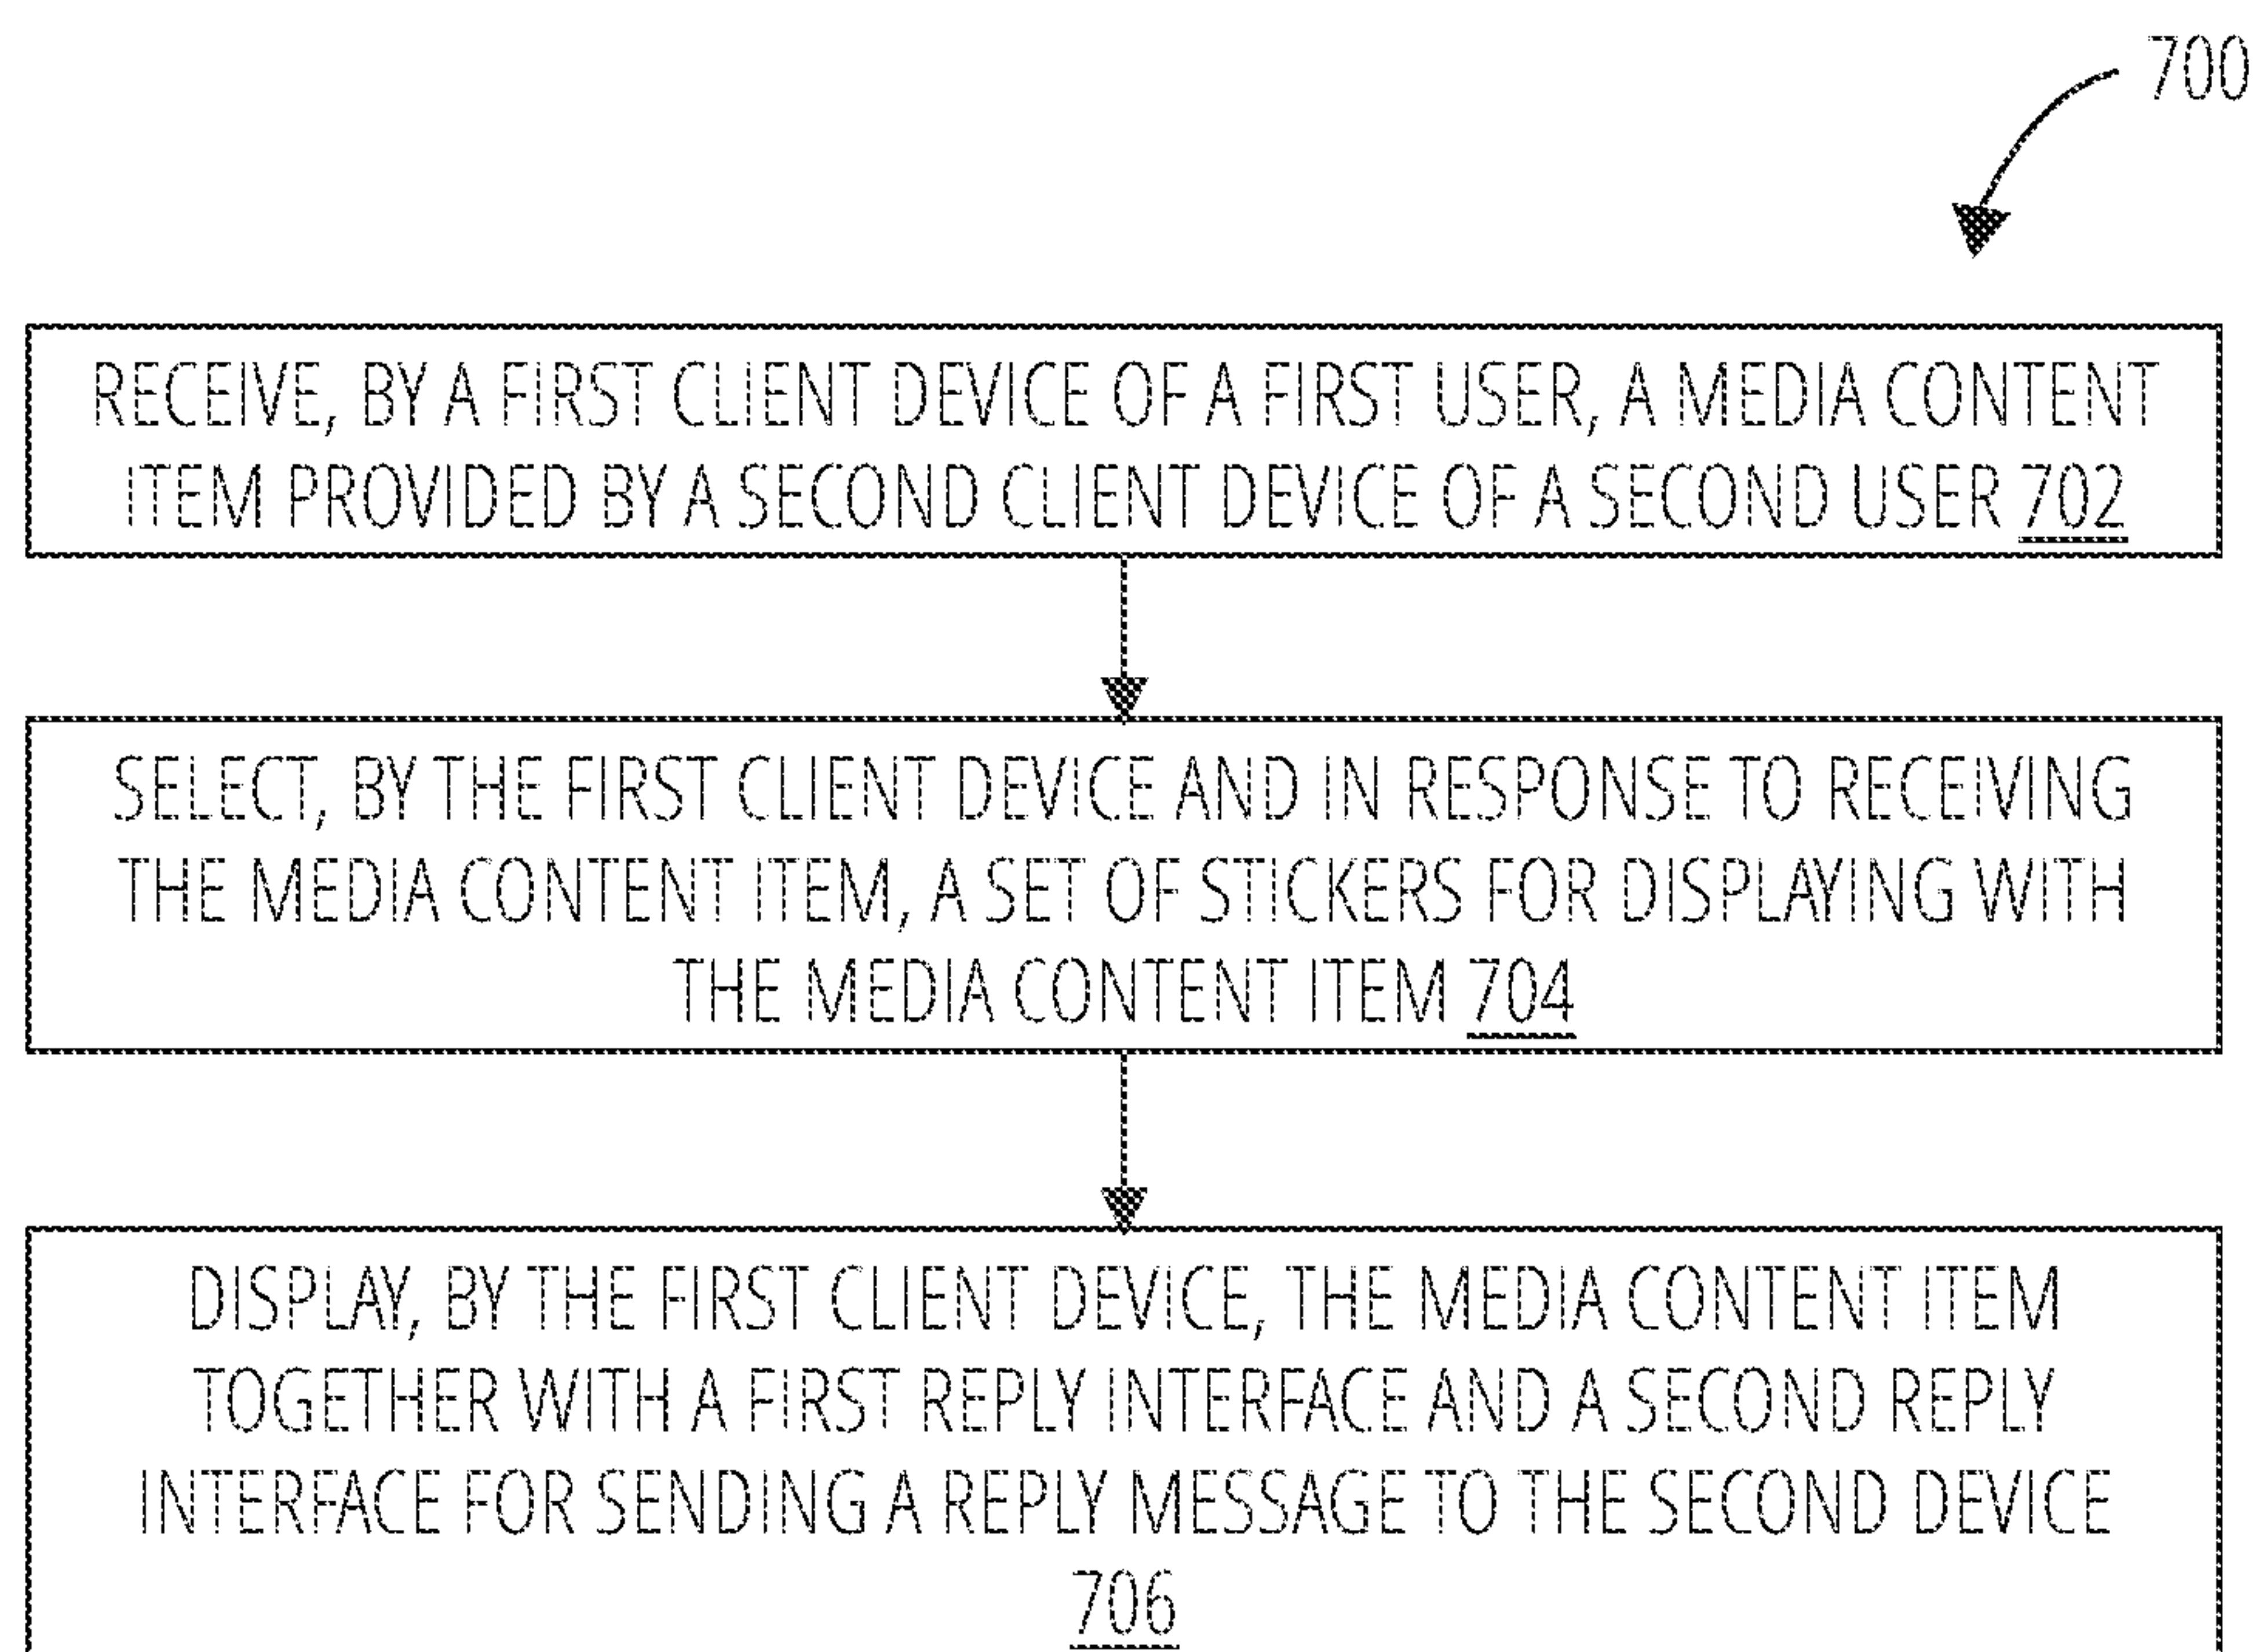 700
RECEIVE, BY A FIRST CLIENT DEVICE OF A FIRST USER, A MEDIA CONTENT
ITEM PROVIDED BY A SECOND CLIENT DEVICE OF A SECOND USER 702
SELECT, BY THE FIRST CLIENT DEVICE AND IN RESPONSE TO RECEIVING
THE MEDIA CONTENT ITEM, A SET OF STICKERS FOR DISPLAYING WITH
THE MEDIA CONTENT ITEM 704
DISPLAY, BY THE FIRST CLIENT DEVICE, THE MEDIA CONTENT ITEM
TOGETHER WITH A FIRST REPLY INTERFACE AND A SECOND REPLY
INTERFACE FOR SENDING A REPLY MESSAGE TO THE SECOND DEVICE
706